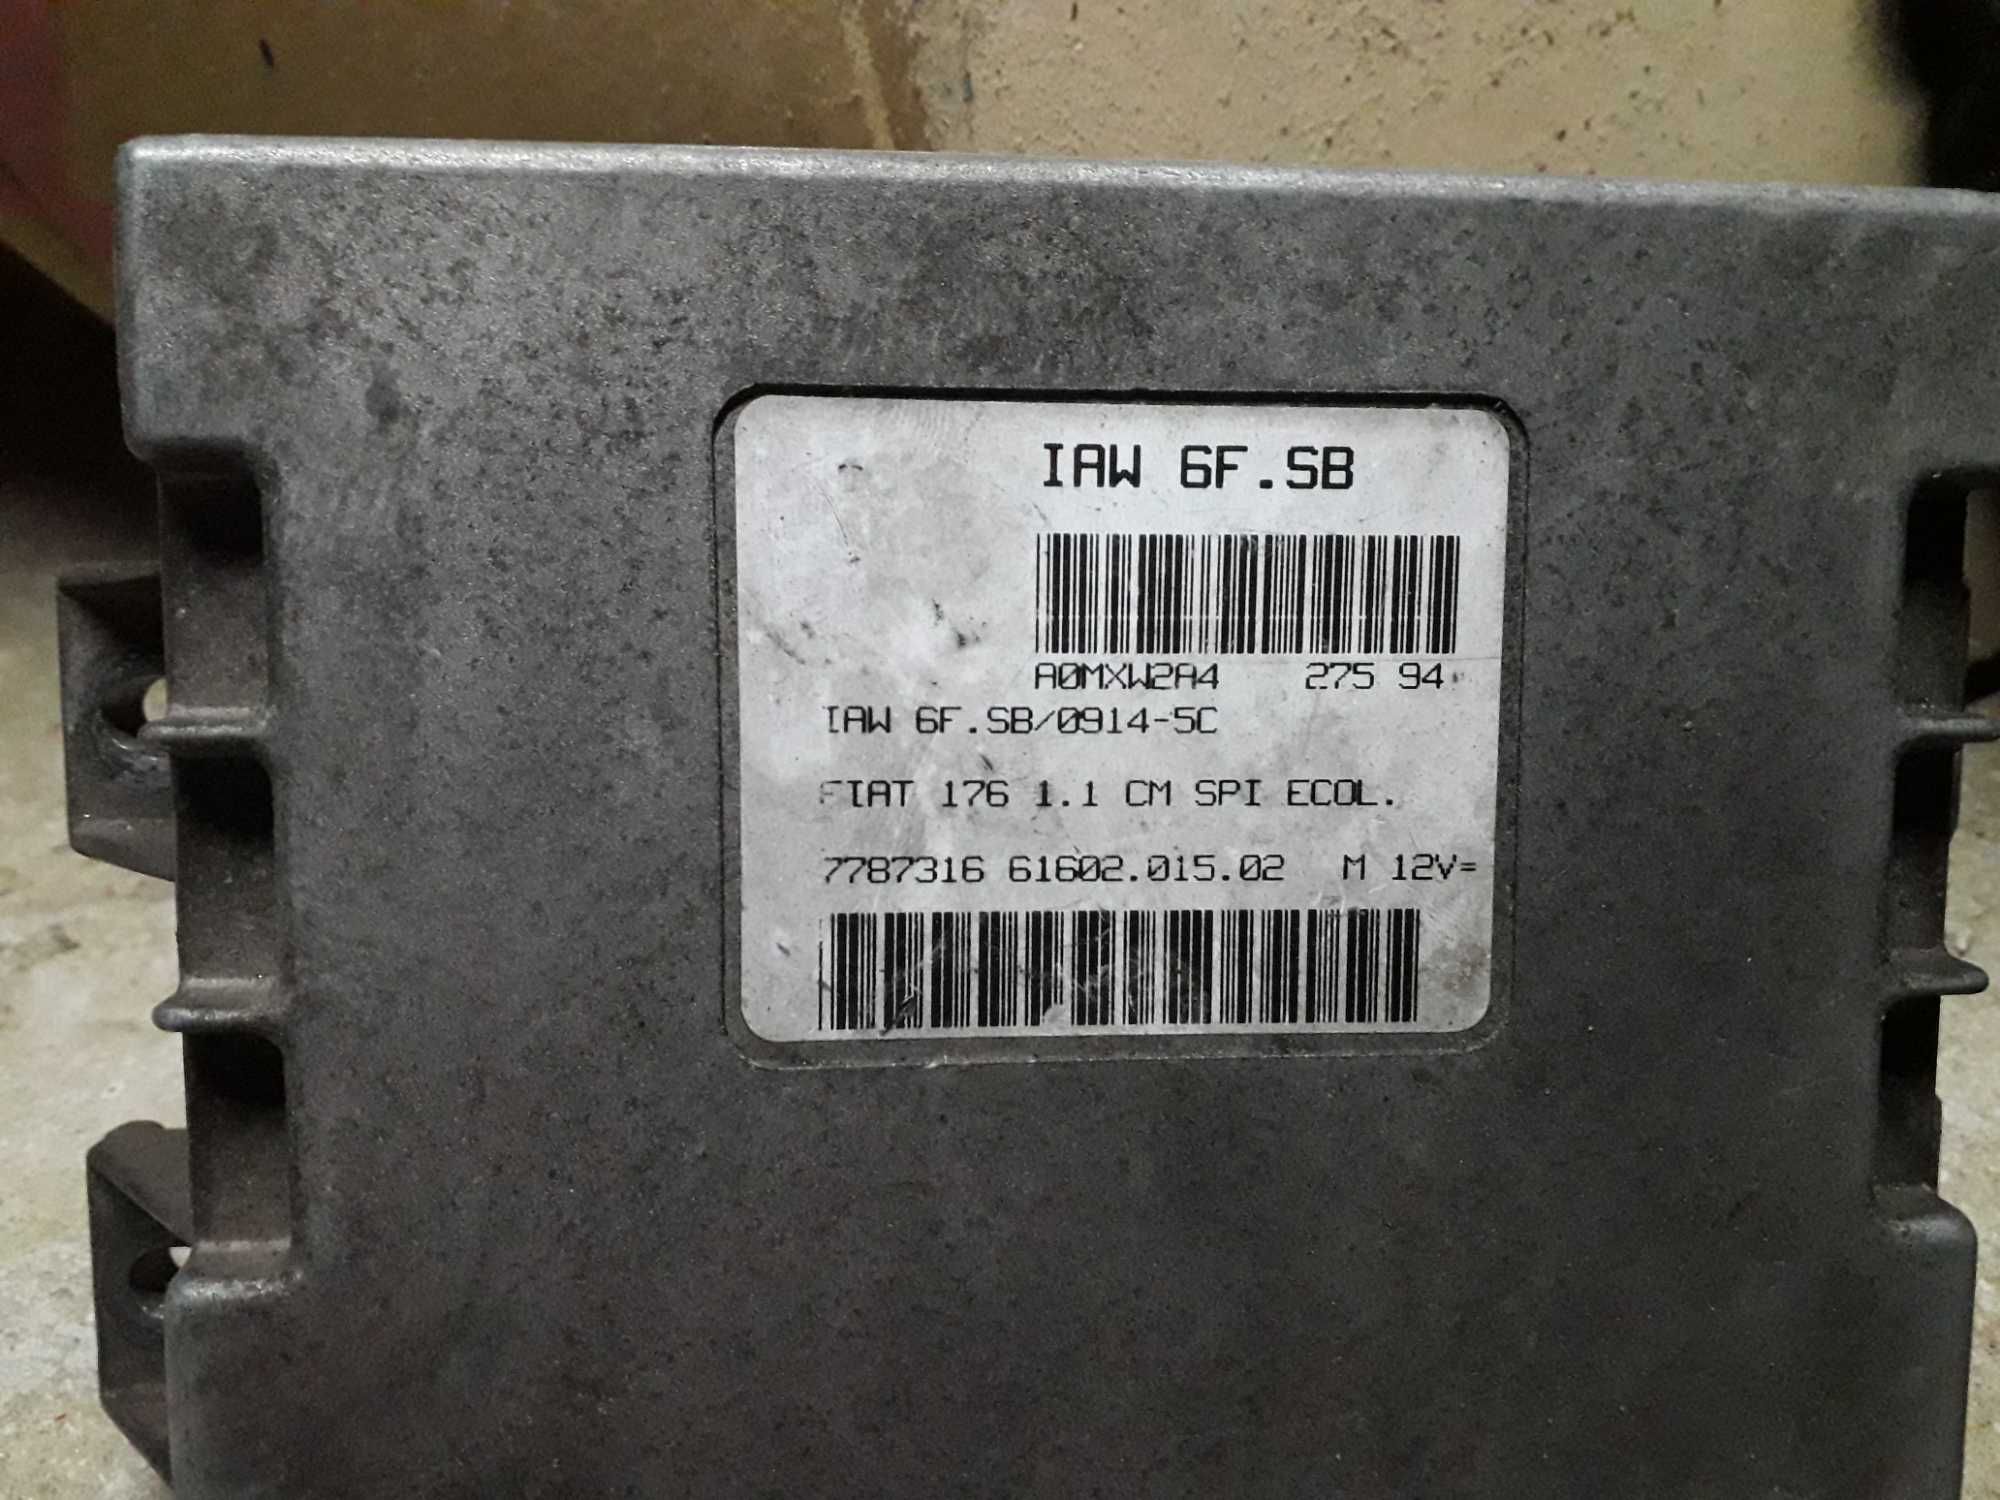 IAW 6F.SB
A0MXW2A4 275 94
IAW 6F.SB/0914-5C
FIAT 176 1.1 CM SPI ECOL.
7787316 61602.015.02 M 12V=